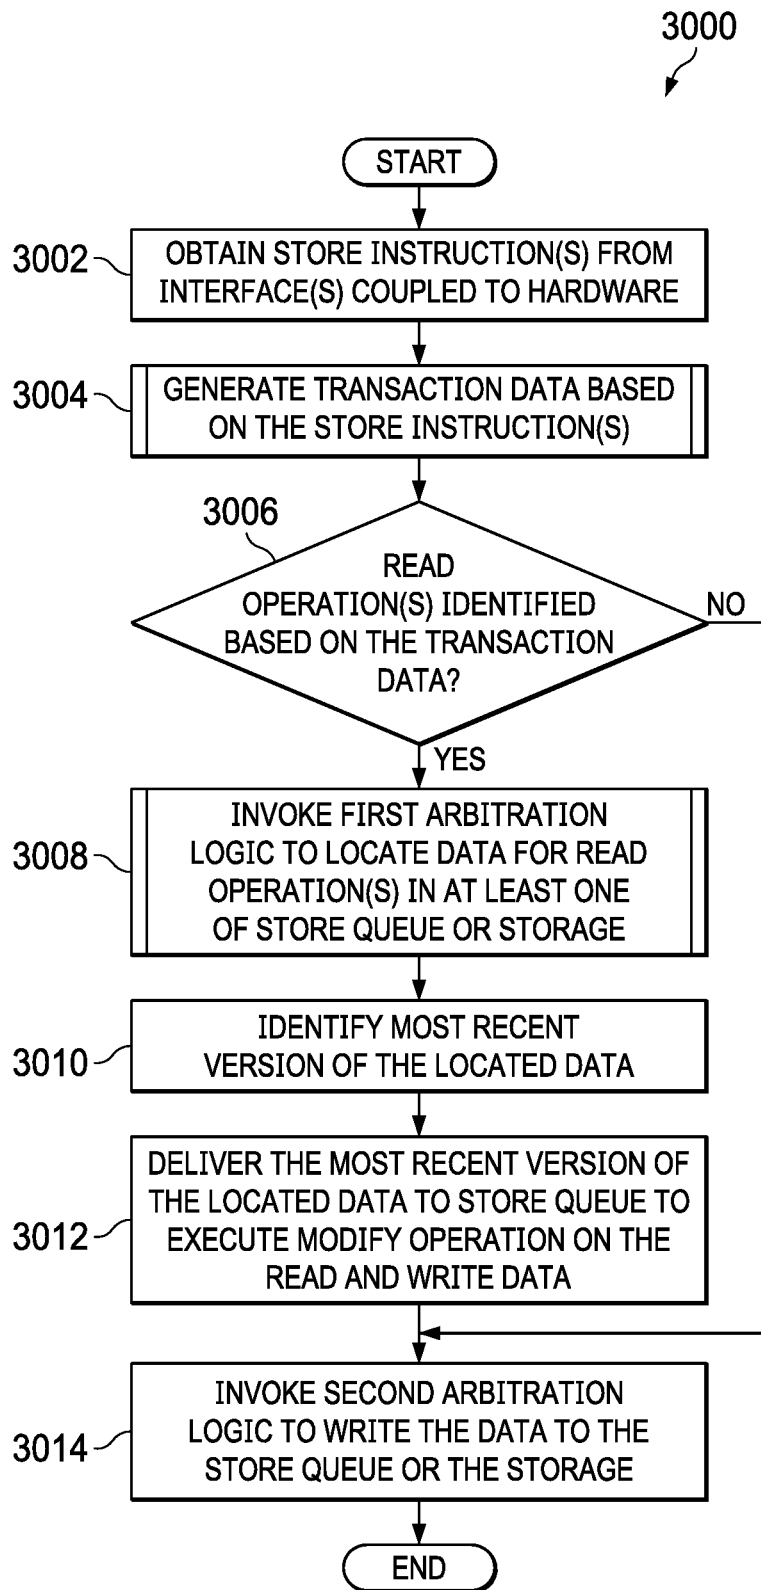 3000
START
3002
OBTAIN STORE INSTRUCTION(S) FROM
INTERFACE(S) COUPLED TO HARDWARE
3004
GENERATE TRANSACTION DATA BASED
ON THE STORE INSTRUCTION(S)
3006
READ
OPERATION(S) IDENTIFIED
BASED ON THE TRANSACTION
DATA?
NO
YES
3008
INVOKE FIRST ARBITRATION
LOGIC TO LOCATE DATA FOR READ
OPERATION(S) IN AT LEAST ONE
OF STORE QUEUE OR STORAGE
3010
IDENTIFY MOST RECENT
VERSION OF THE LOCATED DATA
3012
DELIVER THE MOST RECENT VERSION OF
THE LOCATED DATA TO STORE QUEUE TO
EXECUTE MODIFY OPERATION ON THE
READ AND WRITE DATA
3014
INVOKE SECOND ARBITRATION
LOGIC TO WRITE THE DATA TO THE
STORE QUEUE OR THE STORAGE
END